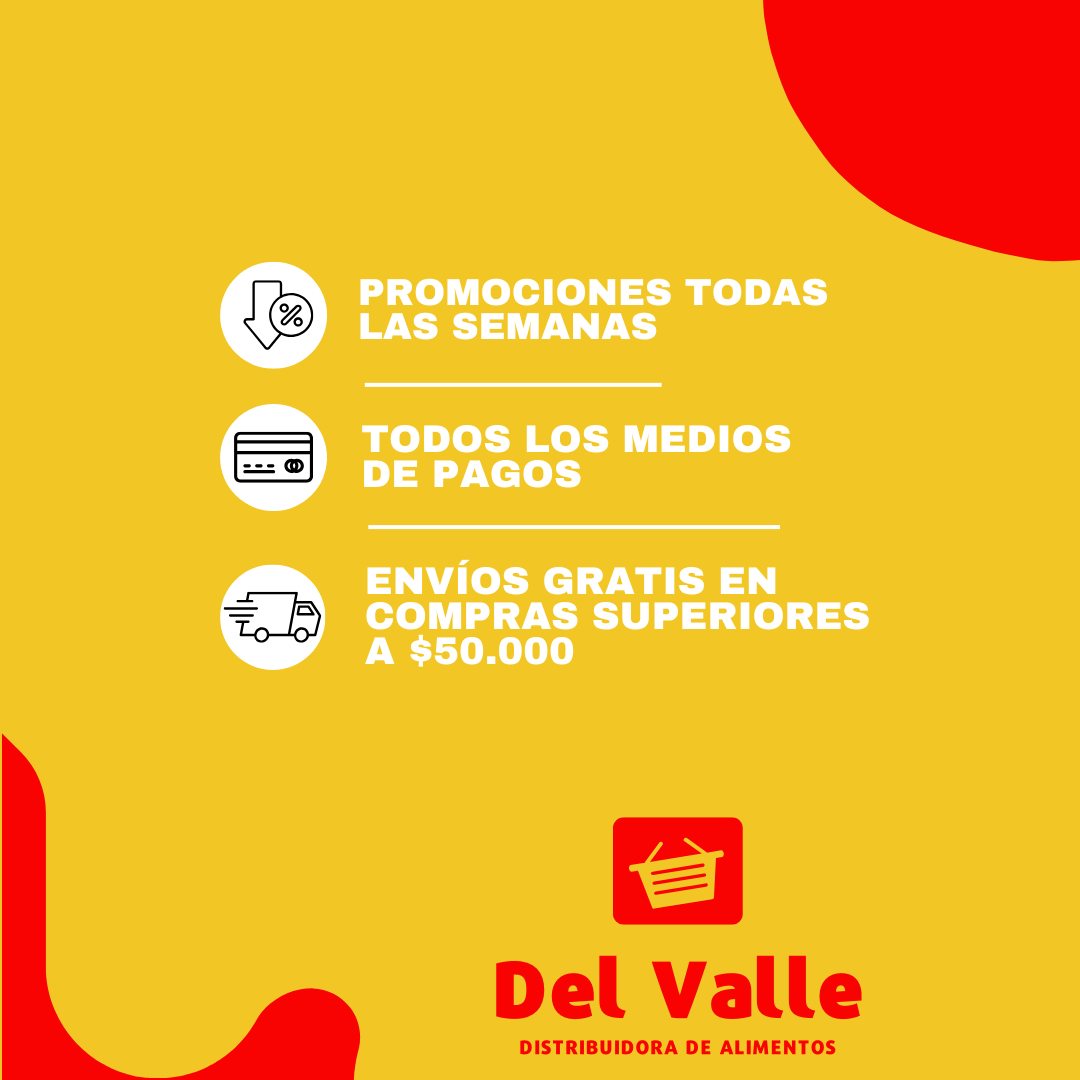 PROMOCIONES TODAS
LAS SEMANAS
TODOS LOS MEDIOS
DE PAGOS
ENVÍOS GRATIS EN
COMPRAS SUPERIORES
A $50.000
Del Valle
DISTRIBUIDORA DE ALIMENTOS